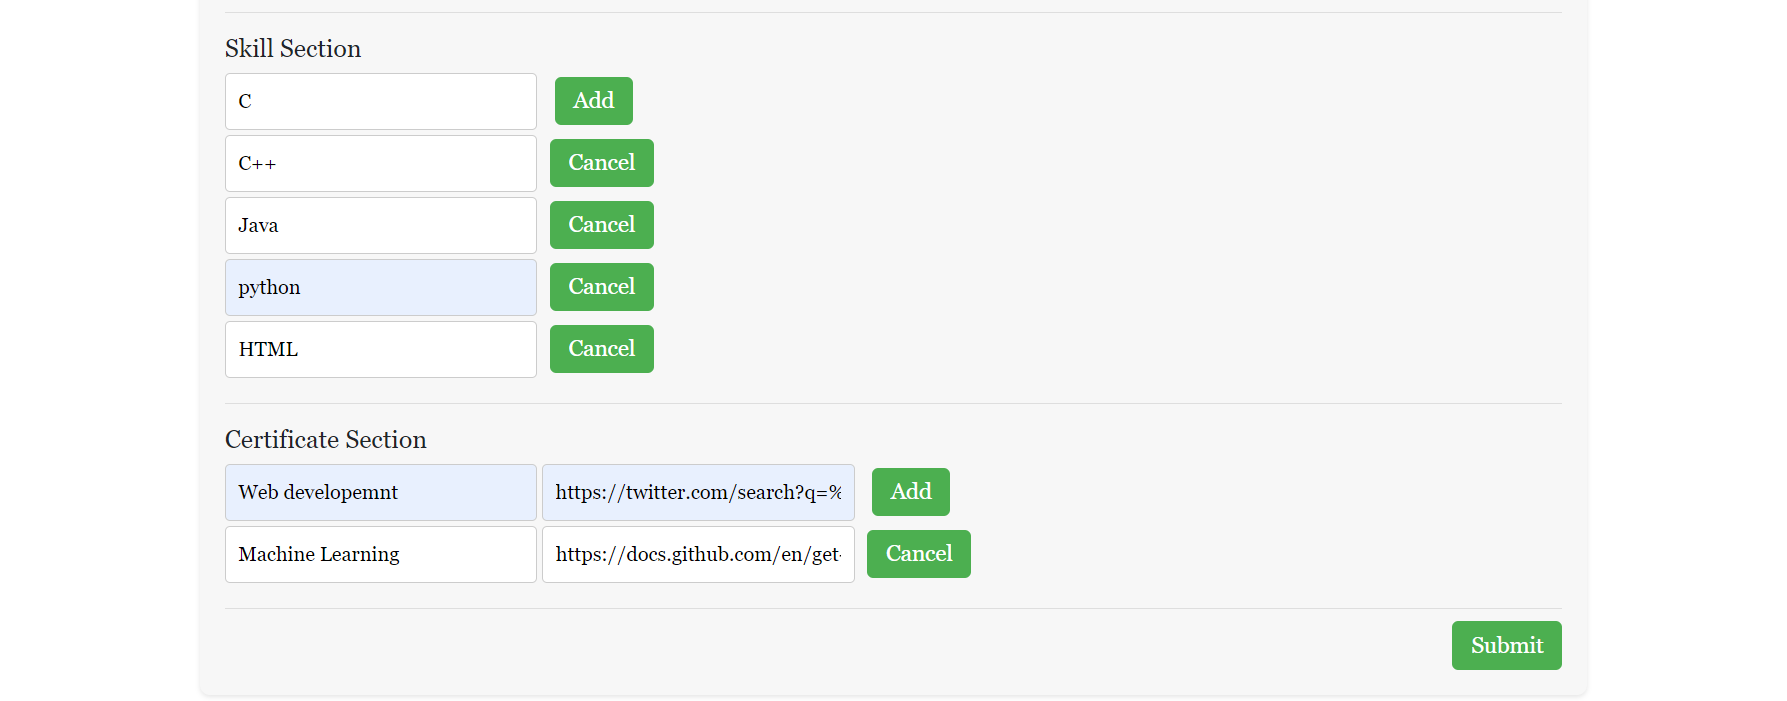 Skill Section
C Add
C++ Cancel
Java Cancel
python Cancel
HTML Cancel
Certificate Section
Web developemnt https://twitter.com/search?q=% Add
Machine Learning https://docs.github.com/en/get- Cancel
Submit